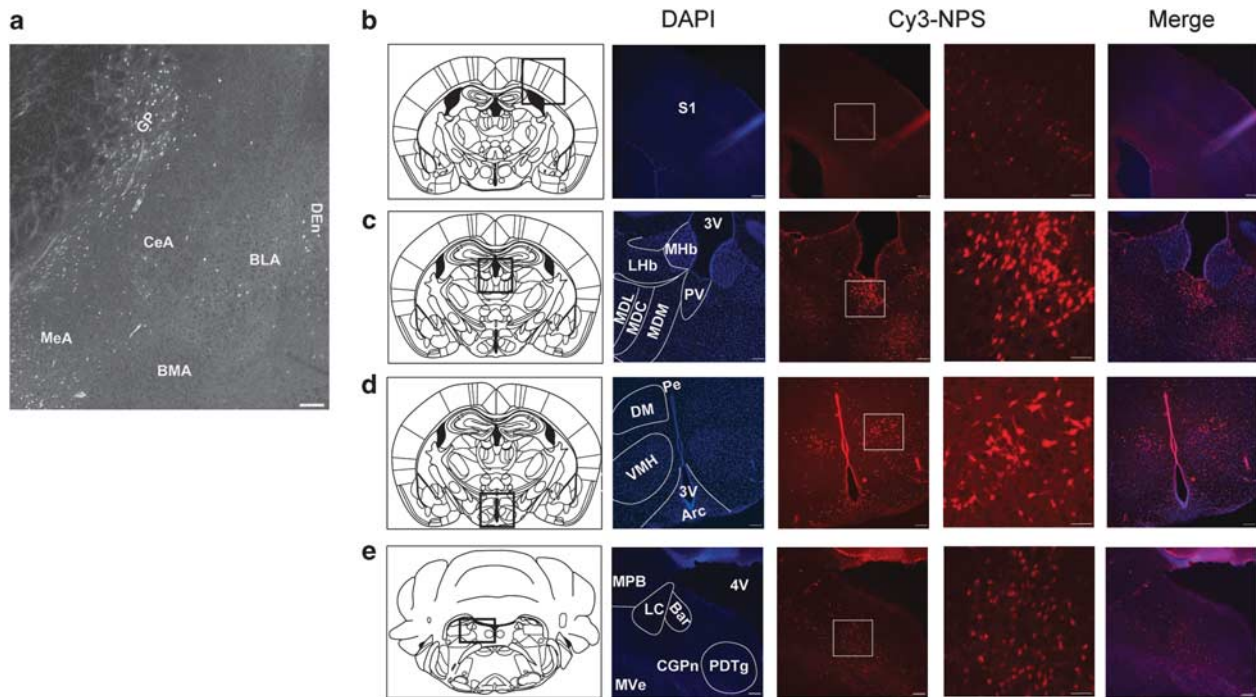 a
GP
CeA
BLA
DEn
MeA
BMA
b
DAPI
Cy3-NPS
Merge
S1
c
3V
MHb
LHb
PV
MDL
MDC
MDM
d
Pe
DM
VMH
3V
Arc
e
MPB
4V
LC
Bar
CGPn
PDTg
MVe